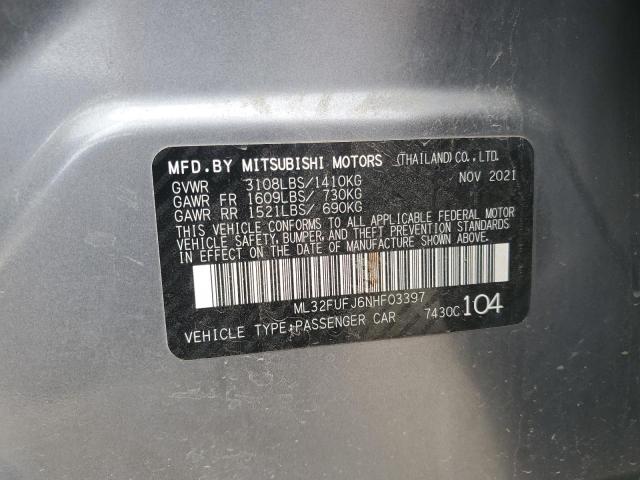 MFD.BY MITSUBISHI MOTORS (THAILAND)CO.,LTD.
GVWR 3108LBS/1410KG NOV 2021
GAWR FR 1609LBS/ 730KG
GAWR RR 1521LBS/ 690KG
THIS VEHICLE CONFORMS TO ALL APPLICABLE FEDERAL MOTOR
VEHICLE SAFETY, BUMPER, AND THEFT PREVENTION STANDARDS
IN EFFECT ON THE DATE OF MANUFACTURE SHOWN ABOVE.
ML32FUFJ6NHF03397
VEHICLE TYPE:PASSENGER CAR 7430C 104